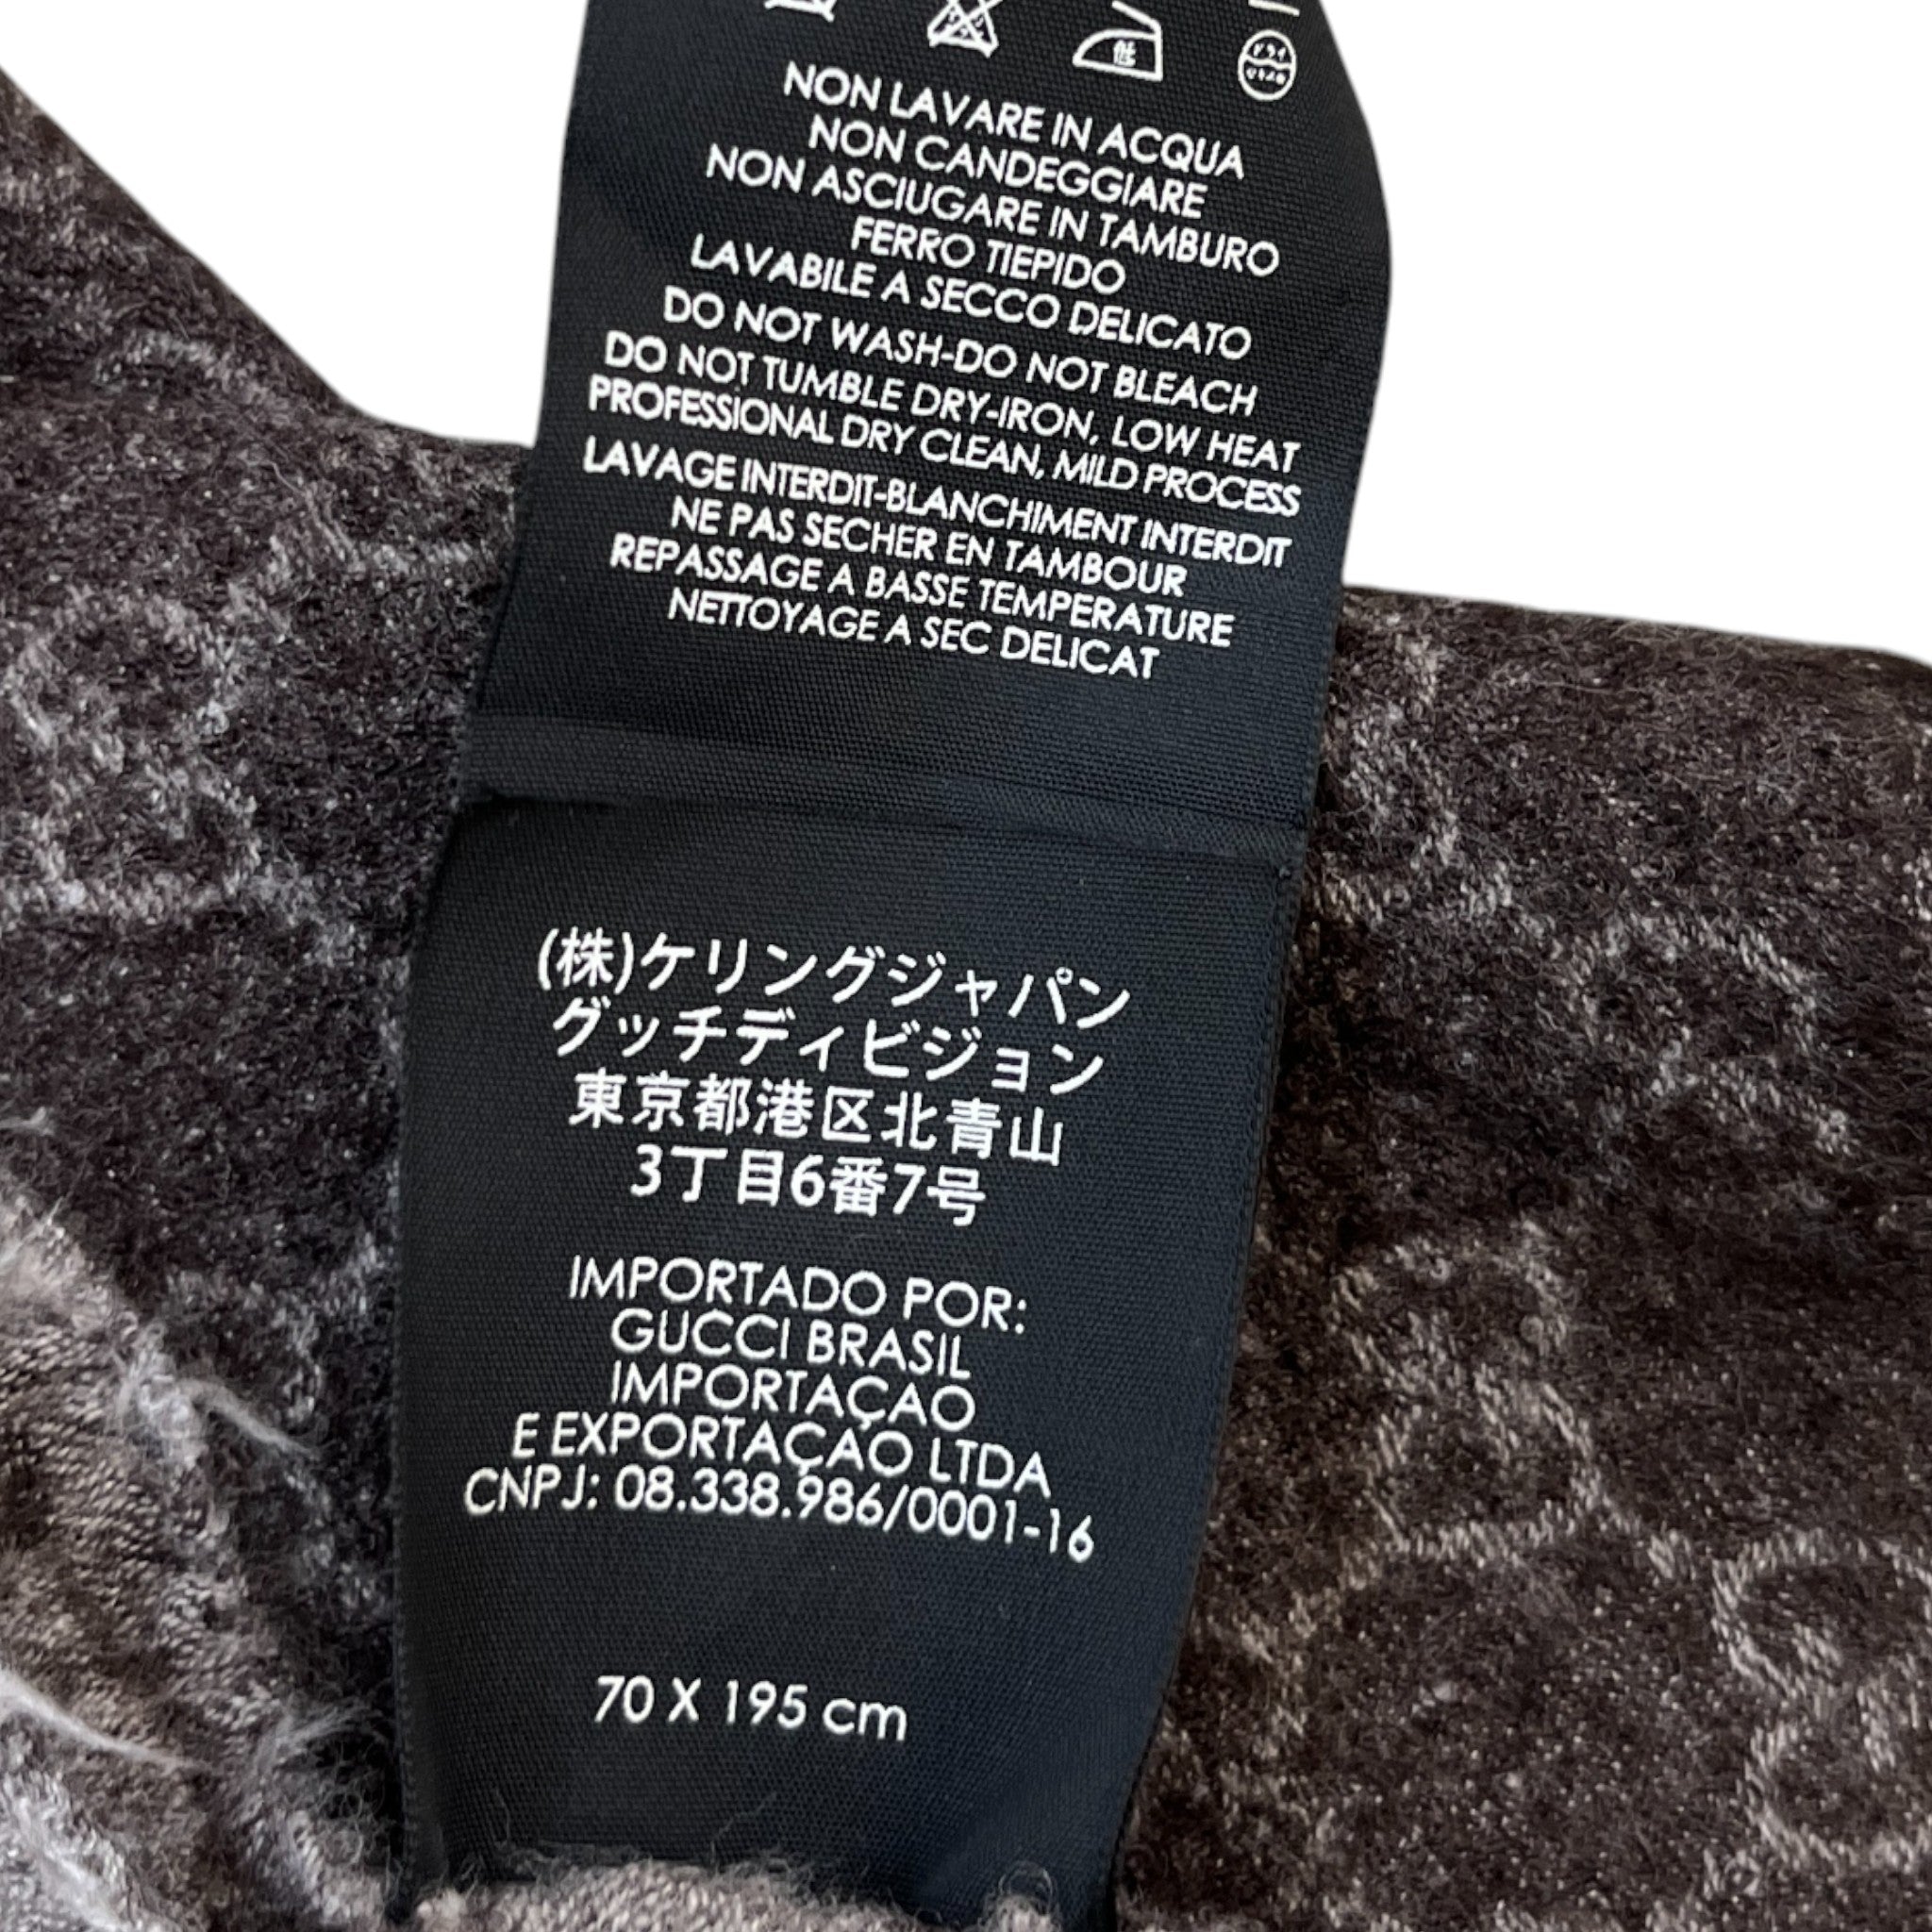 低
ドライ
NON LAVARE IN ACQUA
NON CANDEGGIARE
NON ASCIUGARE IN TAMBURO
FERRO TIEPIDO
LAVABILE A SECCO DELICATO
DO NOT WASH-DO NOT BLEACH
DO NOT TUMBLE DRY-IRON, LOW HEAT
PROFESSIONAL DRY CLEAN, MILD PROCESS
LAVAGE INTERDIT-BLANCHIMENT INTERDIT
NE PAS SECHER EN TAMBOUR
REPASSAGE A BASSE TEMPERATURE
NETTOYAGE A SEC DELICAT
(株)ケリングジャパン
グッチディビジョン
東京都港区北青山
3丁目6番7号
IMPORTADO POR:
GUCCI BRASIL
IMPORTAÇAO
E EXPORTAÇAO LTDA
CNPJ: 08.338.986/0001-16
70 X 195 cm